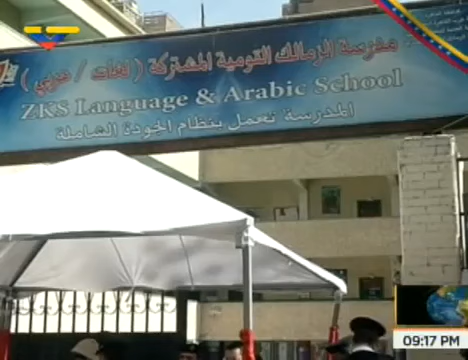 مدرسة الزمالك القومية المشتركة ( لغات / عربي )
ZKS Language & Arabic School
المدرسة تعمل بنظام الجودة الشاملة
09:17 PM